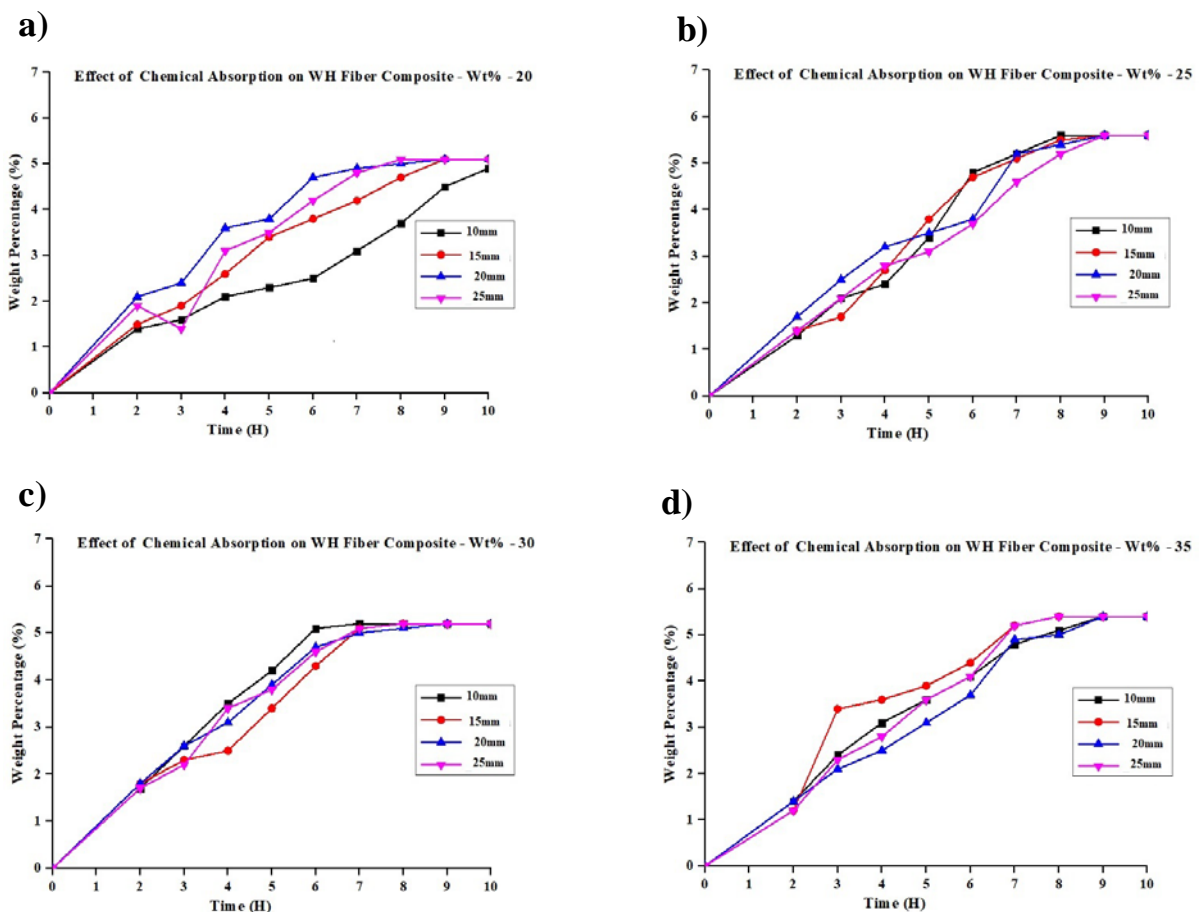 a)
Effect of Chemical Absorption on WH Fiber Composite - Wt% - 20
Weight Percentage (%)
7
6
5
4
3
2
1
0
10mm
15mm
20mm
25mm
0 1 2 3 4 5 6 7 8 9 10
Time (H)
b)
Effect of Chemical Absorption on WH Fiber Composite - Wt% - 25
Weight Percentage (%)
7
6
5
4
3
2
1
0
10mm
15mm
20mm
25mm
0 1 2 3 4 5 6 7 8 9 10
Time (H)
c)
Effect of Chemical Absorption on WH Fiber Composite - Wt% - 30
Weight Percentage (%)
7
6
5
4
3
2
1
0
10mm
15mm
20mm
25mm
0 1 2 3 4 5 6 7 8 9 10
Time (H)
d)
Effect of Chemical Absorption on WH Fiber Composite - Wt% - 35
Weight Percentage (%)
7
6
5
4
3
2
1
0
10mm
15mm
20mm
25mm
0 1 2 3 4 5 6 7 8 9 10
Time (H)